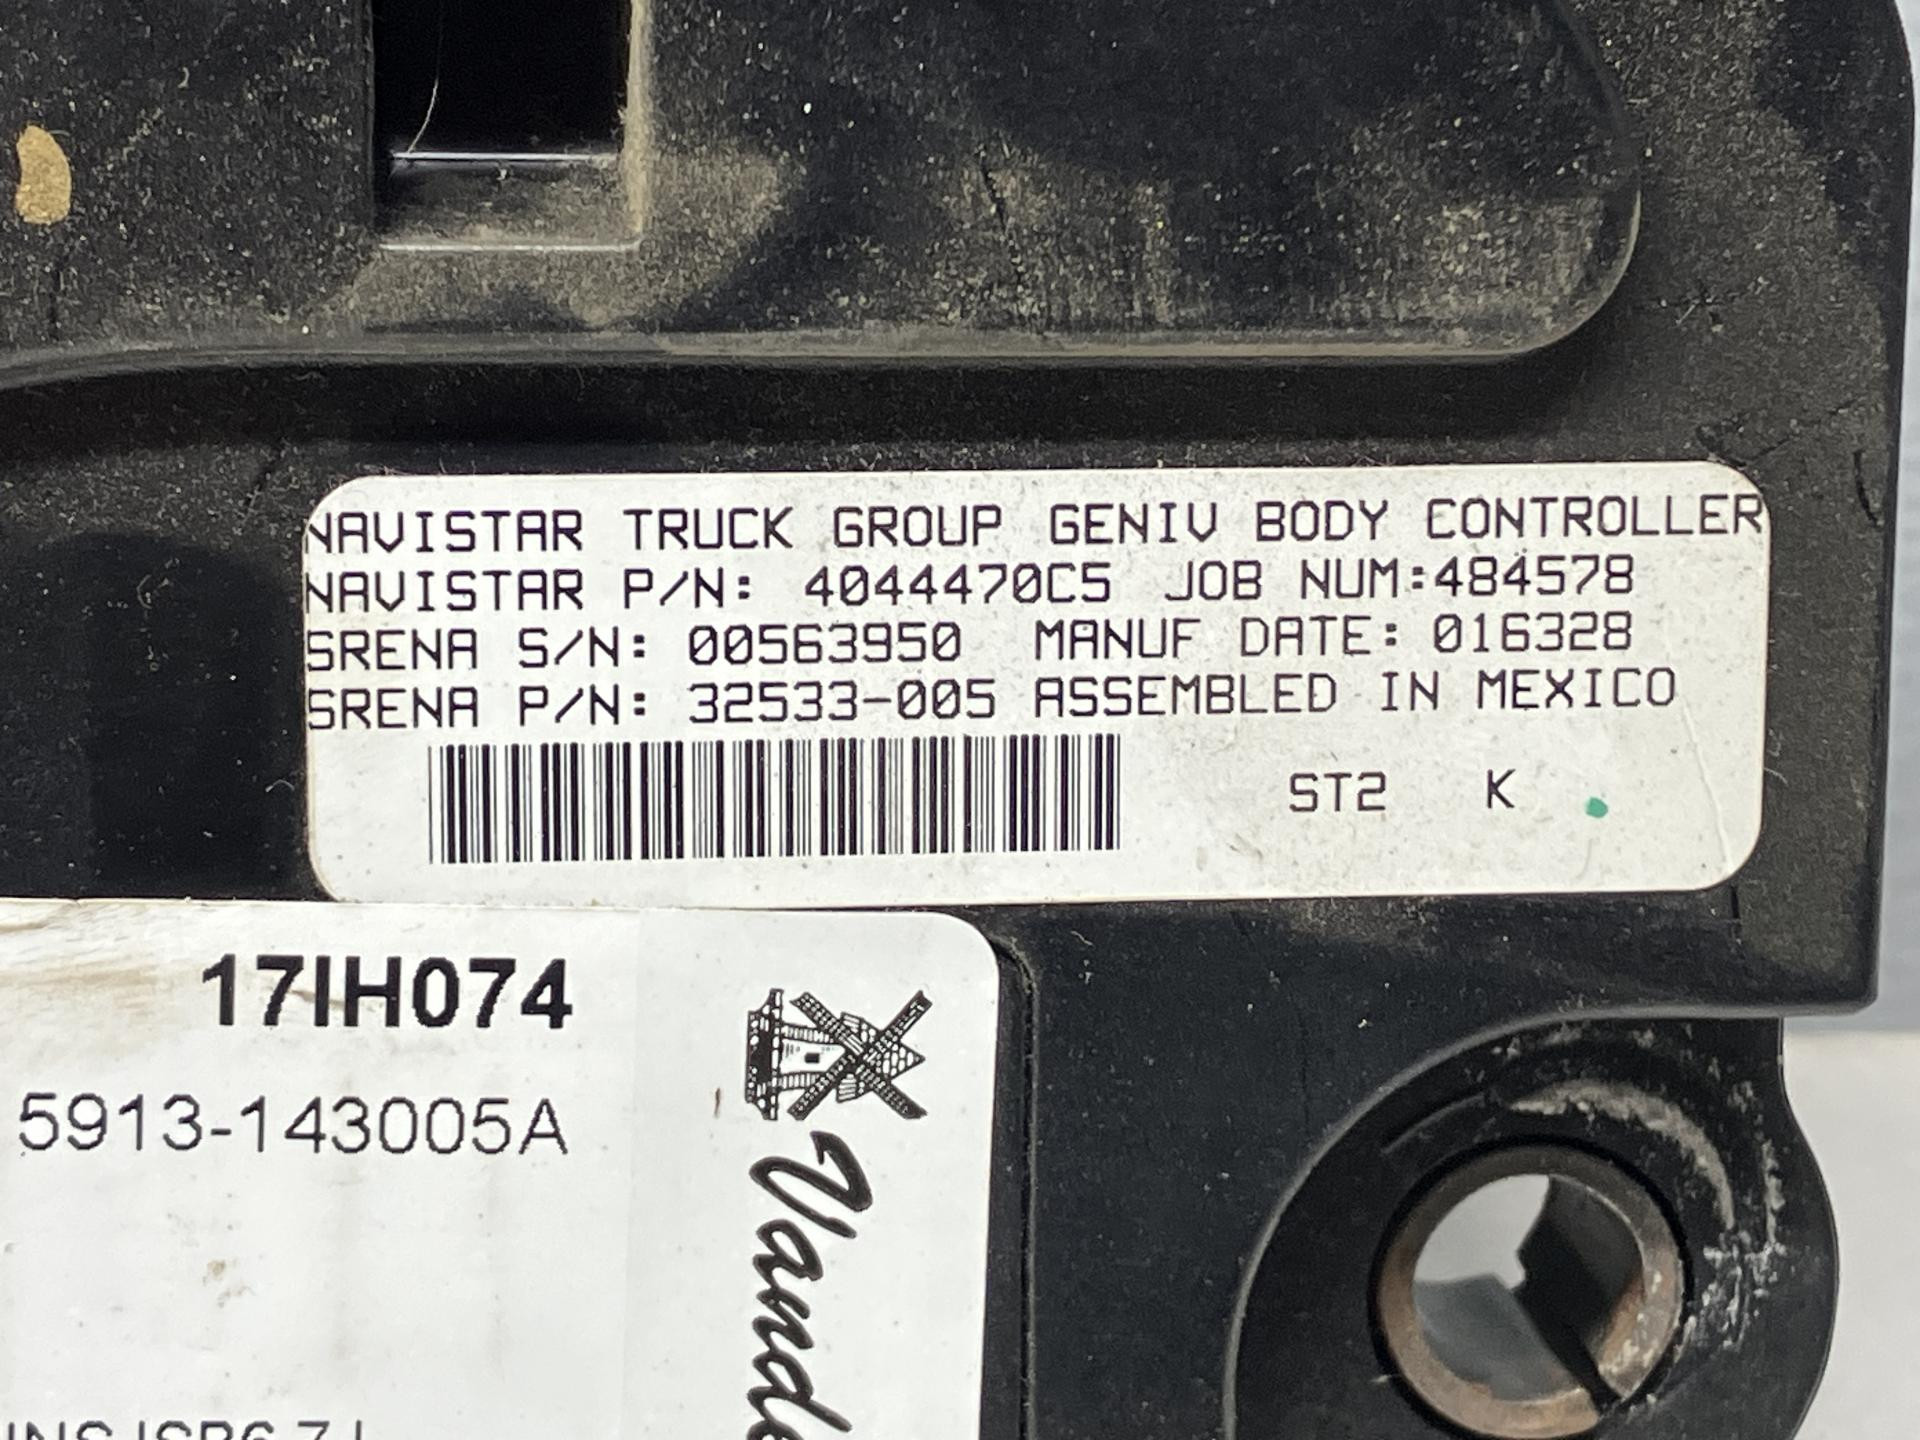 NAVISTAR TRUCK GROUP GENIV BODY CONTROLLER
NAVISTAR P/N: 4044470C5 JOB NUM:484578
SRENA S/N: 00563950 MANUF DATE: 016328
SRENA P/N: 32533-005 ASSEMBLED IN MEXICO
ST2 K
17IH074
5913-143005A
Vande